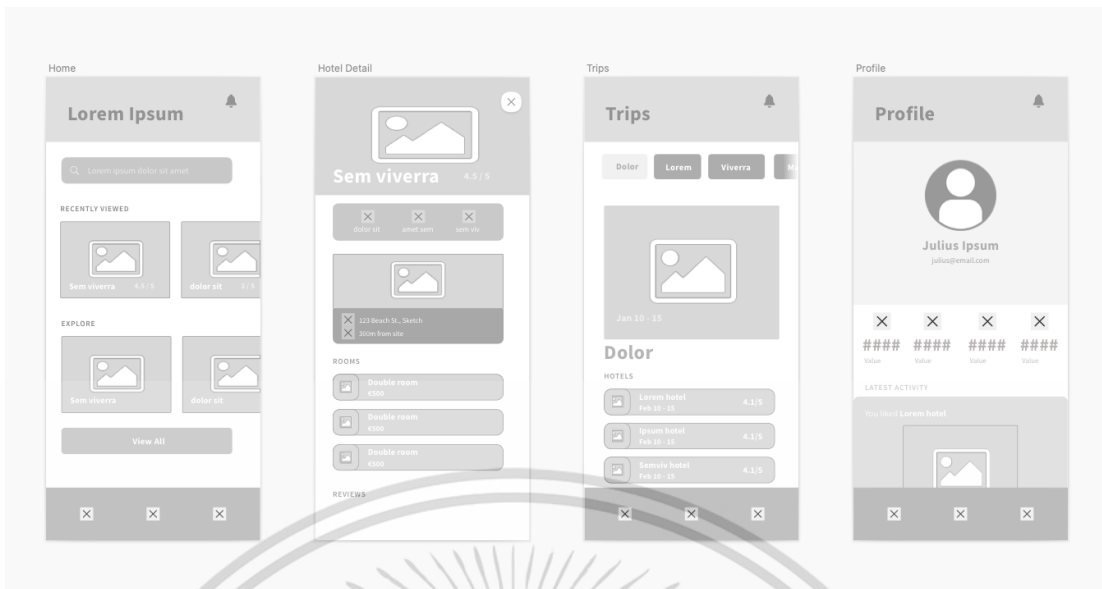 Home
Lorem Ipsum
Lorem ipsum dolor sit amet
RECENTLY VIEWED
Sem viverra 4.5 / 5
dolor sit 3 / 5
EXPLORE
Sem viverra
dolor sit
View All
Hotel Detail
Sem viverra 4.5 / 5
dolor sit amet sem sem viv
123 Beach St., Sketch
200m from site
ROOMS
Double room
€500
Double room
€500
Double room
€500
REVIEWS
Trips
Trips
Dolor Lorem Viverra
Jan 10 - 15
Dolor
HOTELS
Lorem hotel
Feb 10 - 15 4.1/5
Ipsum hotel
Feb 10 - 15 4.1/5
Semviv hotel
Feb 10 - 15 4.1/5
Profile
Profile
Julius Ipsum
julius@email.com
#### #### #### ####
Value Value Value Value
LATEST ACTIVITY
You liked Lorem hotel